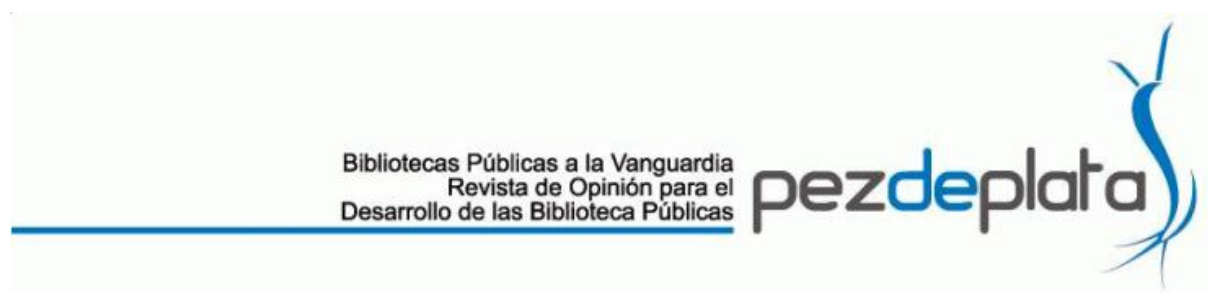 Bibliotecas Públicas a la Vanguardia
Revista de Opinión para el
Desarrollo de las Biblioteca Públicas
pezdeplata